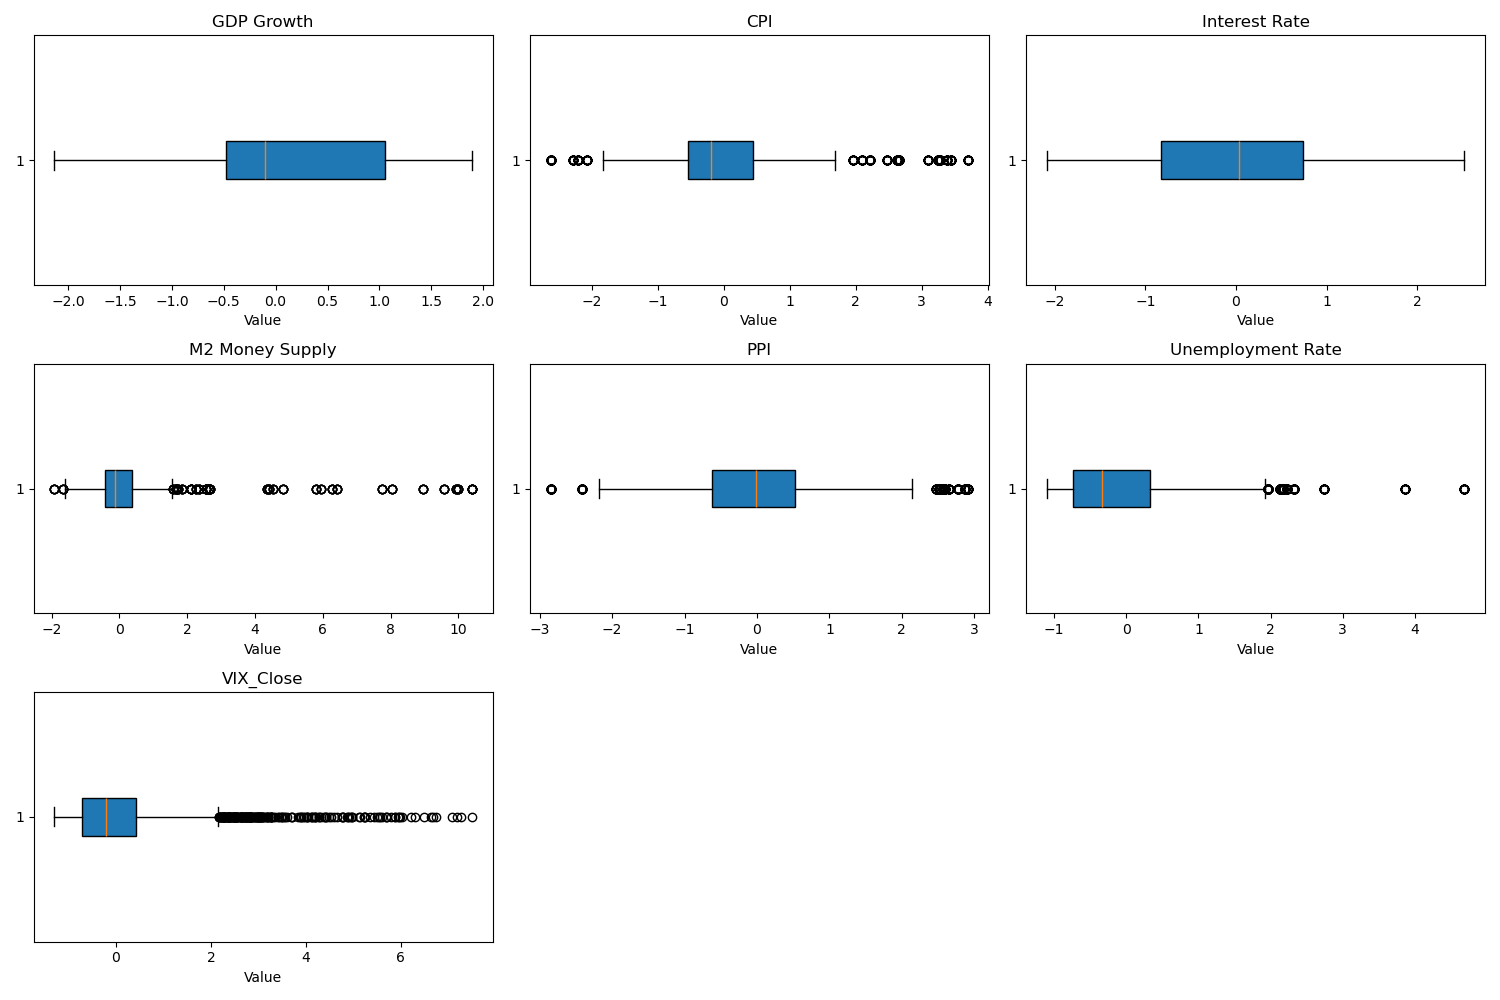 GDP Growth
1
−2.0 −1.5 −1.0 −0.5 0.0 0.5 1.0 1.5 2.0
Value
CPI
1
−2 −1 0 1 2 3 4
Value
Interest Rate
1
−2 −1 0 1 2
Value
M2 Money Supply
1
−2 0 2 4 6 8 10
Value
PPI
1
−3 −2 −1 0 1 2 3
Value
Unemployment Rate
1
−1 0 1 2 3 4
Value
VIX_Close
1
0 2 4 6
Value